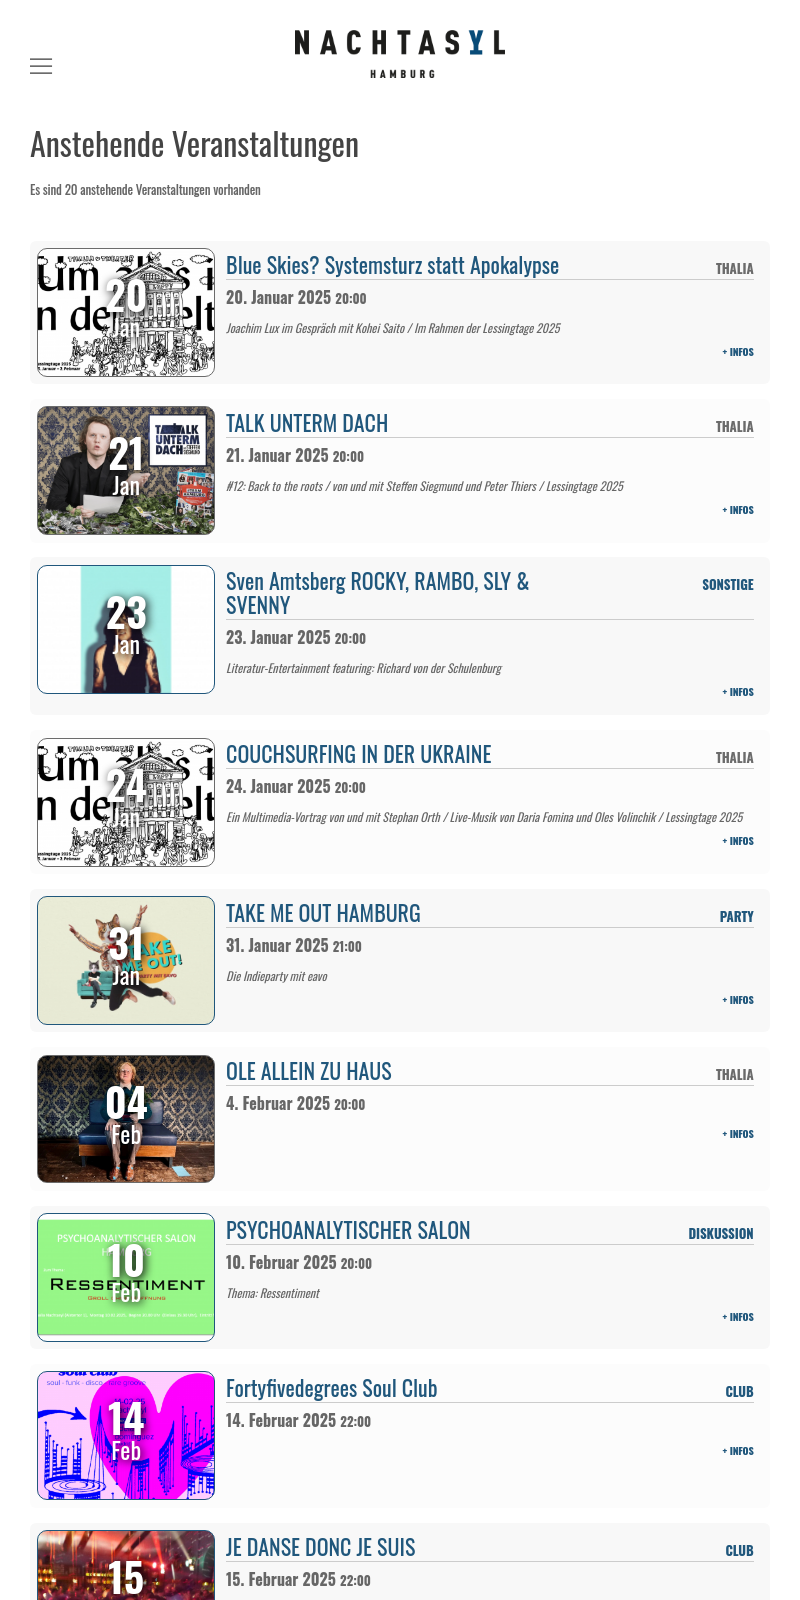 NACHTASYL
HAMBURG
Anstehende Veranstaltungen
Es sind 20 anstehende Veranstaltungen vorhanden
20
Jan
Blue Skies? Systemsturz statt Apokalypse
THALIA
20. Januar 2025 20:00
Joachim Lux im Gespräch mit Kohei Saito / Im Rahmen der Lessingtage 2025
+ INFOS
TALK
UNTERM
DACH
21
Jan
TALK UNTERM DACH
THALIA
21. Januar 2025 20:00
#12: Back to the roots / von und mit Steffen Siegmund und Peter Thiers / Lessingtage 2025
+ INFOS
23
Jan
Sven Amtsberg ROCKY, RAMBO, SLY &
SVENNY
SONSTIGE
23. Januar 2025 20:00
Literatur-Entertainment featuring: Richard von der Schulenburg
+ INFOS
24
Jan
COUCHSURFING IN DER UKRAINE
THALIA
24. Januar 2025 20:00
Ein Multimedia-Vortrag von und mit Stephan Orth / Live-Musik von Daria Fomina und Oles Volinchik / Lessingtage 2025
+ INFOS
31
Jan
TAKE ME OUT HAMBURG
PARTY
31. Januar 2025 21:00
Die Indieparty mit eavo
+ INFOS
04
Feb
OLE ALLEIN ZU HAUS
THALIA
4. Februar 2025 20:00
+ INFOS
PSYCHOANALYTISCHER SALON
10
RESSENTIMENT
Feb
PSYCHOANALYTISCHER SALON
DISKUSSION
10. Februar 2025 20:00
Thema: Ressentiment
+ INFOS
soul club
14
Feb
Fortyfivedegrees Soul Club
CLUB
14. Februar 2025 22:00
+ INFOS
15
JE DANSE DONC JE SUIS
CLUB
15. Februar 2025 22:00